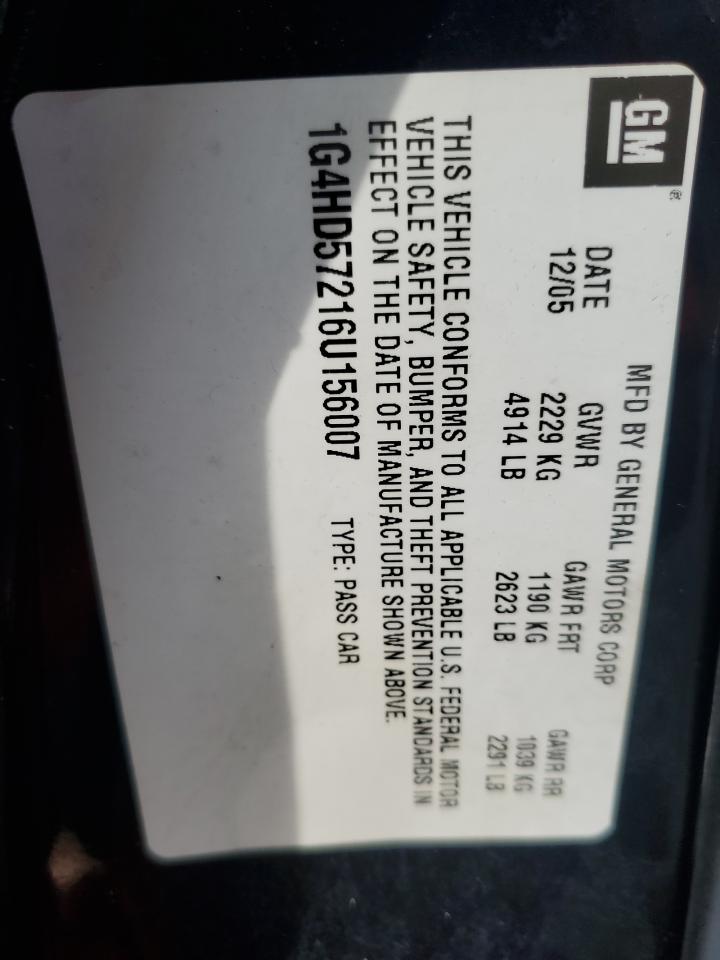 GM®
MFD BY GENERAL MOTORS CORP
DATE GVWR GAWR FRT GAWR RR
12/05 2229 KG 1190 KG 1039 KG
4914 LB 2623 LB 2291 LB
THIS VEHICLE CONFORMS TO ALL APPLICABLE U.S. FEDERAL MOTOR
VEHICLE SAFETY, BUMPER, AND THEFT PREVENTION STANDARDS IN
EFFECT ON THE DATE OF MANUFACTURE SHOWN ABOVE.
1G4HD57216U156007 TYPE: PASS CAR